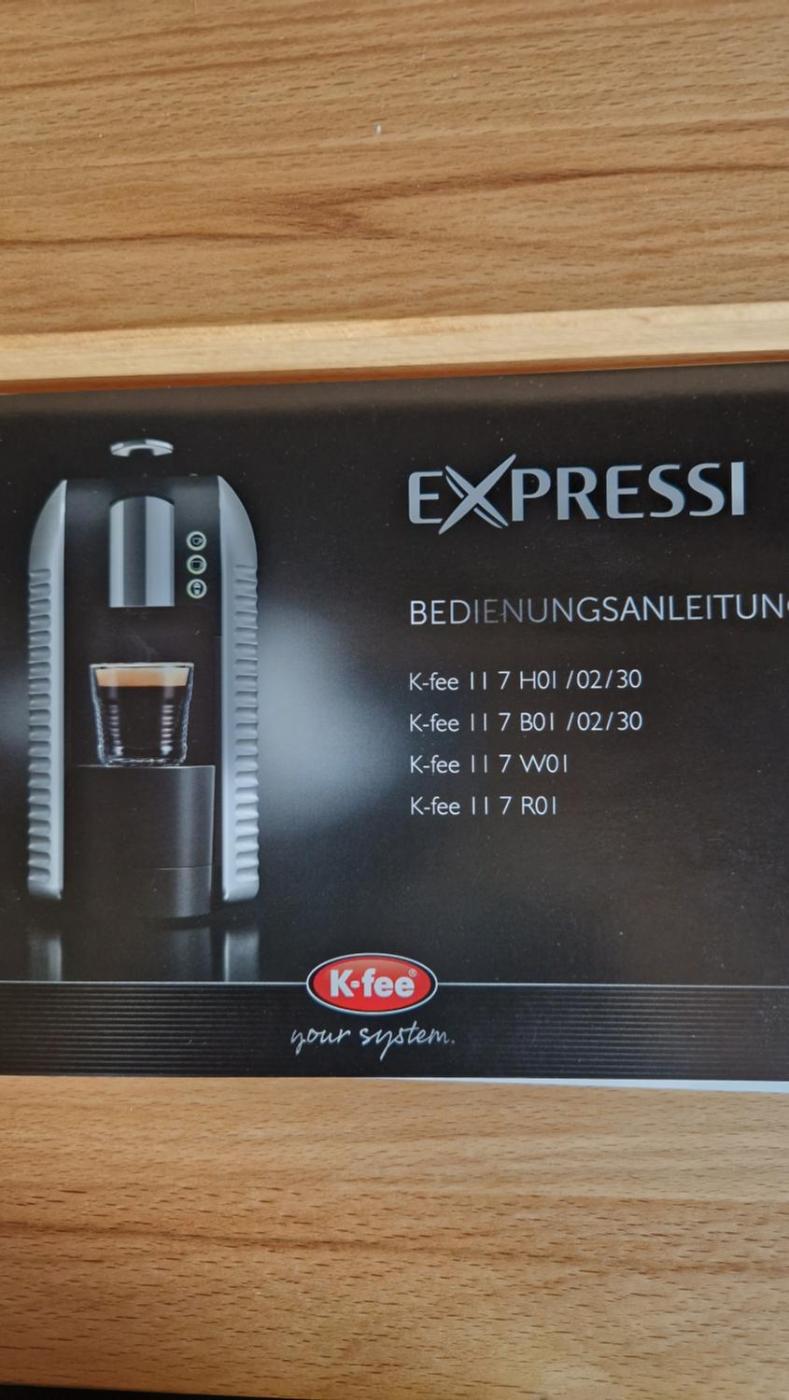 EXPRESSI
BEDIENUNGSANLEITUN
K-fee 11 7 H01 /02/30
K-fee 11 7 B01 /02/30
K-fee 11 7 W01
K-fee 11 7 R01
K-fee®
your system.